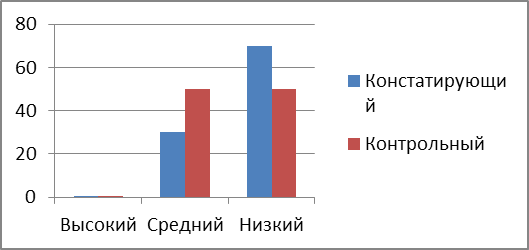 80
60
40
20
0
Высокий Средний Низкий
Констатирующи
й
Контрольный